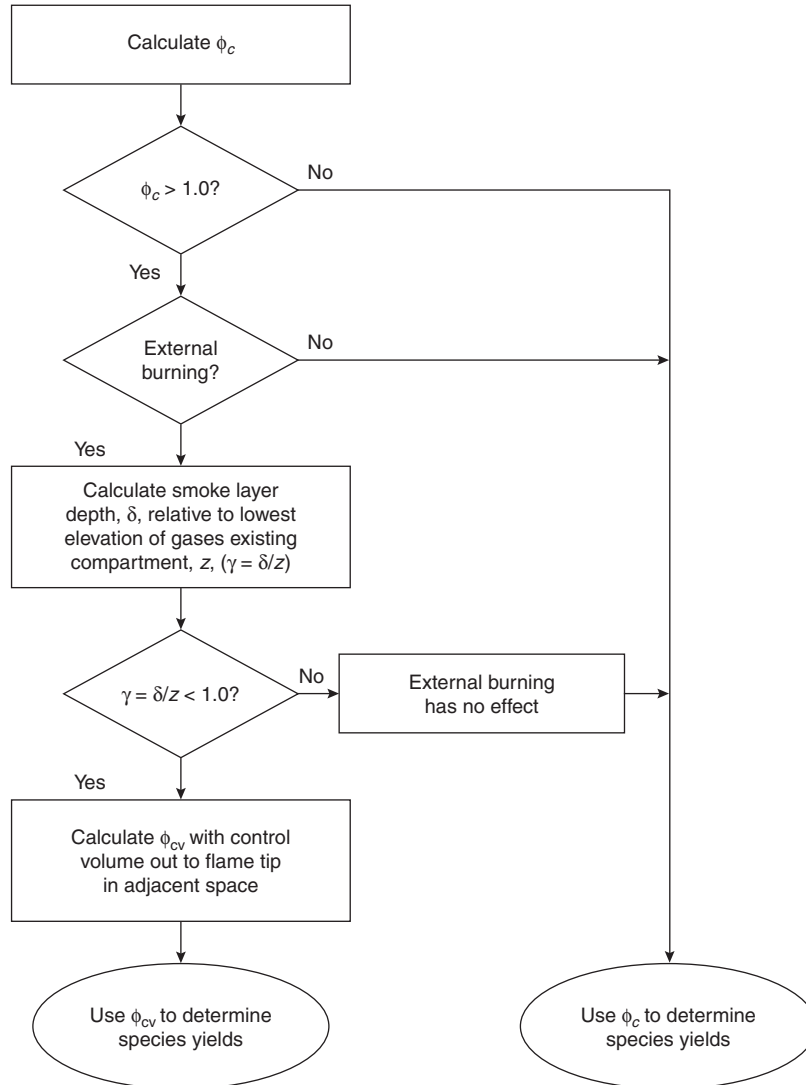 Calculate ϕc
ϕc > 1.0?
No
Yes
External
burning?
No
Yes
Calculate smoke layer
depth, δ, relative to lowest
elevation of gases existing
compartment, z, (γ = δ/z)
γ = δ/z < 1.0?
No
External burning
has no effect
Yes
Calculate ϕcv with control
volume out to flame tip
in adjacent space
Use ϕcv to determine
species yields
Use ϕc to determine
species yields